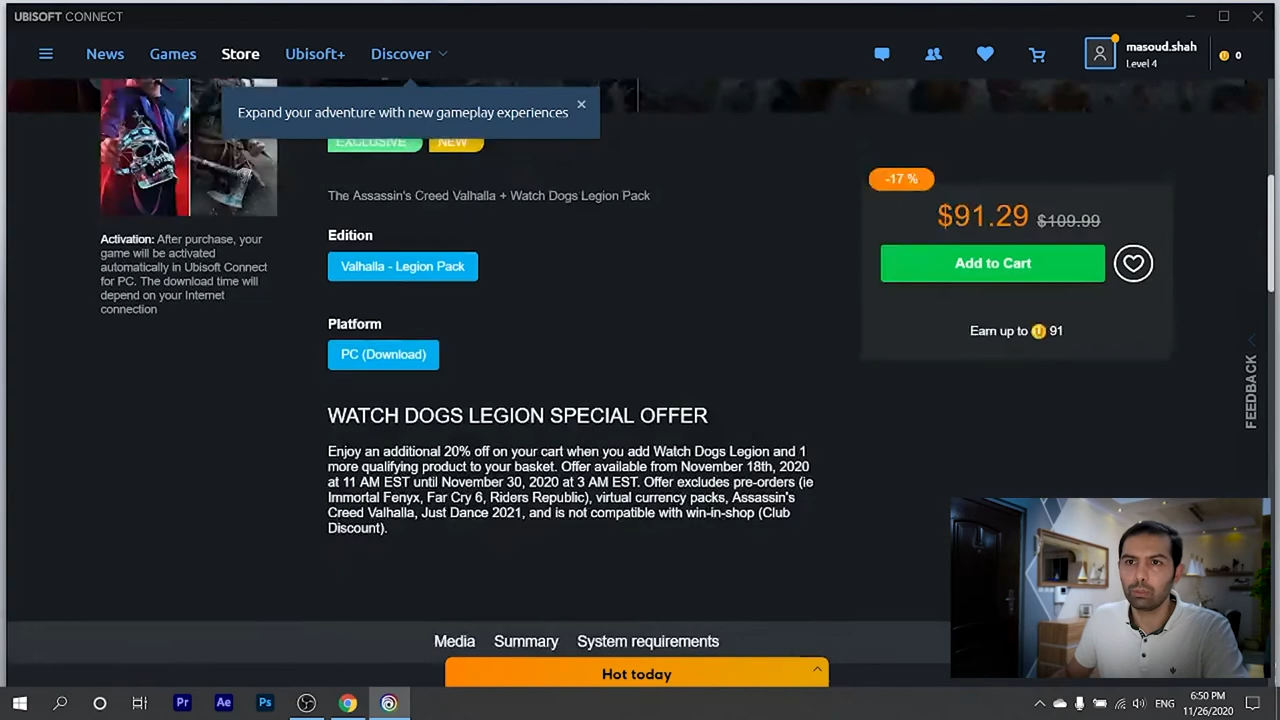 UBISOFT CONNECT
News Games Store Ubisoft+ Discover
masoud.shah
Level 4
0
Expand your adventure with new gameplay experiences
EXCLUSIVE NEW
The Assassin's Creed Valhalla + Watch Dogs Legion Pack
Activation: After purchase, your
game will be activated
automatically in Ubisoft Connect
for PC. The download time will
depend on your Internet
connection
Edition
Valhalla - Legion Pack
Platform
PC (Download)
-17 %
$91.29 $109.99
Add to Cart
Earn up to 91
FEEDBACK
WATCH DOGS LEGION SPECIAL OFFER
Enjoy an additional 20% off on your cart when you add Watch Dogs Legion and 1
more qualifying product to your basket. Offer available from November 18th, 2020
at 11 AM EST until November 30, 2020 at 3 AM EST. Offer excludes pre-orders (ie
Immortal Fenyx, Far Cry 6, Riders Republic), virtual currency packs, Assassin's
Creed Valhalla, Just Dance 2021, and is not compatible with win-in-shop (Club
Discount).
Media Summary System requirements
Hot today
Pr Ae Ps
ENG
6:50 PM
11/26/2020